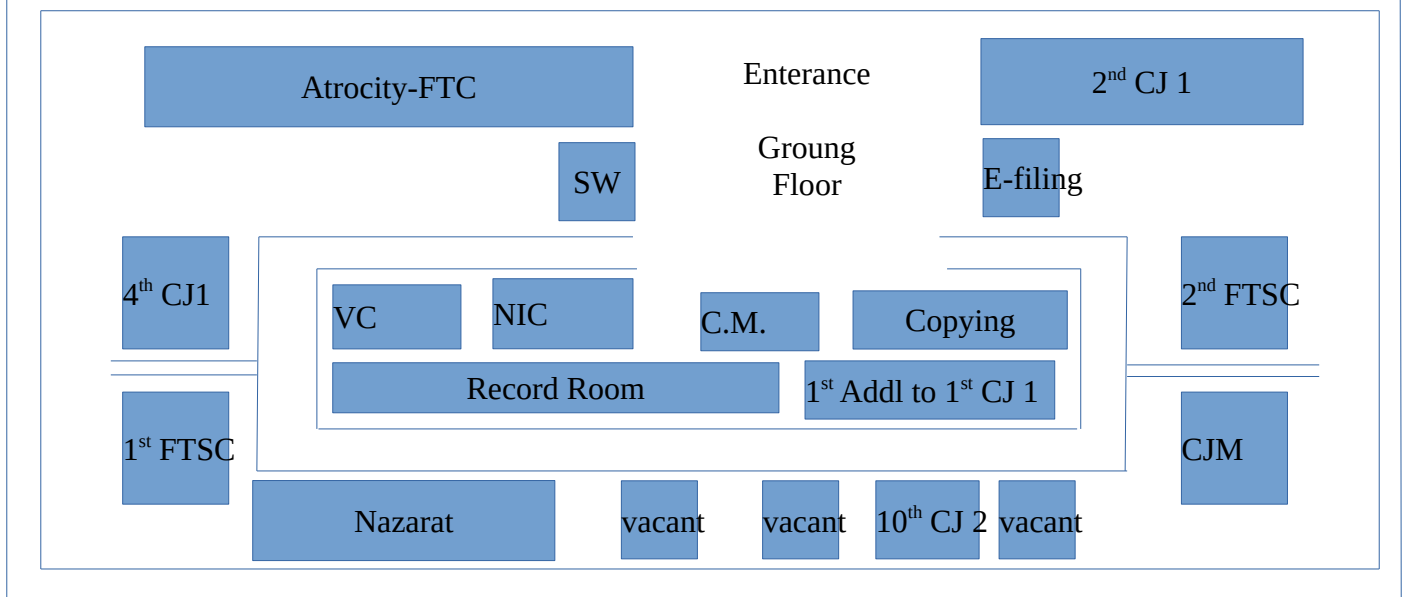 Atrocity-FTC
Enterance
2nd CJ 1
Groung
Floor
SW
E-filing
4th CJ1
2nd FTSC
VC
NIC
C.M.
Copying
Record Room
1st Addl to 1st CJ 1
1st FTSC
CJM
Nazarat
vacant
vacant
10th CJ 2
vacant